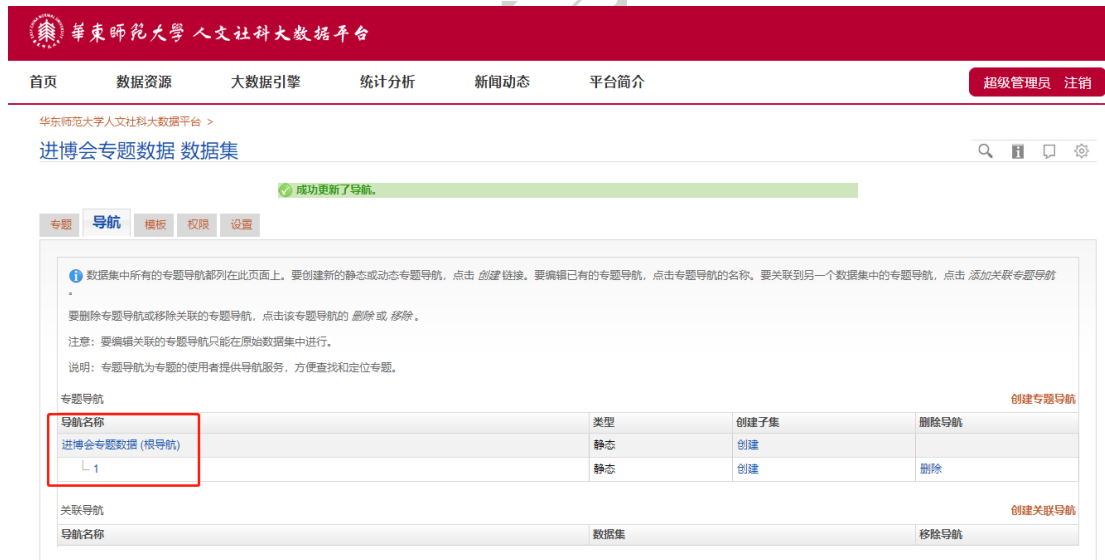 華東師範大學 人文社科大数据平台
首页 数据资源 大数据引擎 统计分析 新闻动态 平台简介 超级管理员 注销
华东师范大学人文社科大数据平台 >
进博会专题数据 数据集
成功更新了导航。
专题 导航 模板 权限 设置
数据集中所有的专题导航都列在此页面上。要创建新的静态或动态专题导航，点击 创建 链接。要编辑已有的专题导航，点击专题导航的名称。要关联到另一个数据集中的专题导航，点击 添加关联专题导航
。
要删除专题导航或移除关联的专题导航，点击该专题导航的 删除 或 移除 。
注意：要编辑关联的专题导航只能在原始数据集中进行。
说明：专题导航为专题的使用者提供导航服务，方便查找和定位专题。
专题导航 创建专题导航
导航名称 类型 创建子集 删除导航
进博会专题数据 (根导航) 静态 创建
1 静态 创建 删除
关联导航 创建关联导航
导航名称 数据集 移除导航